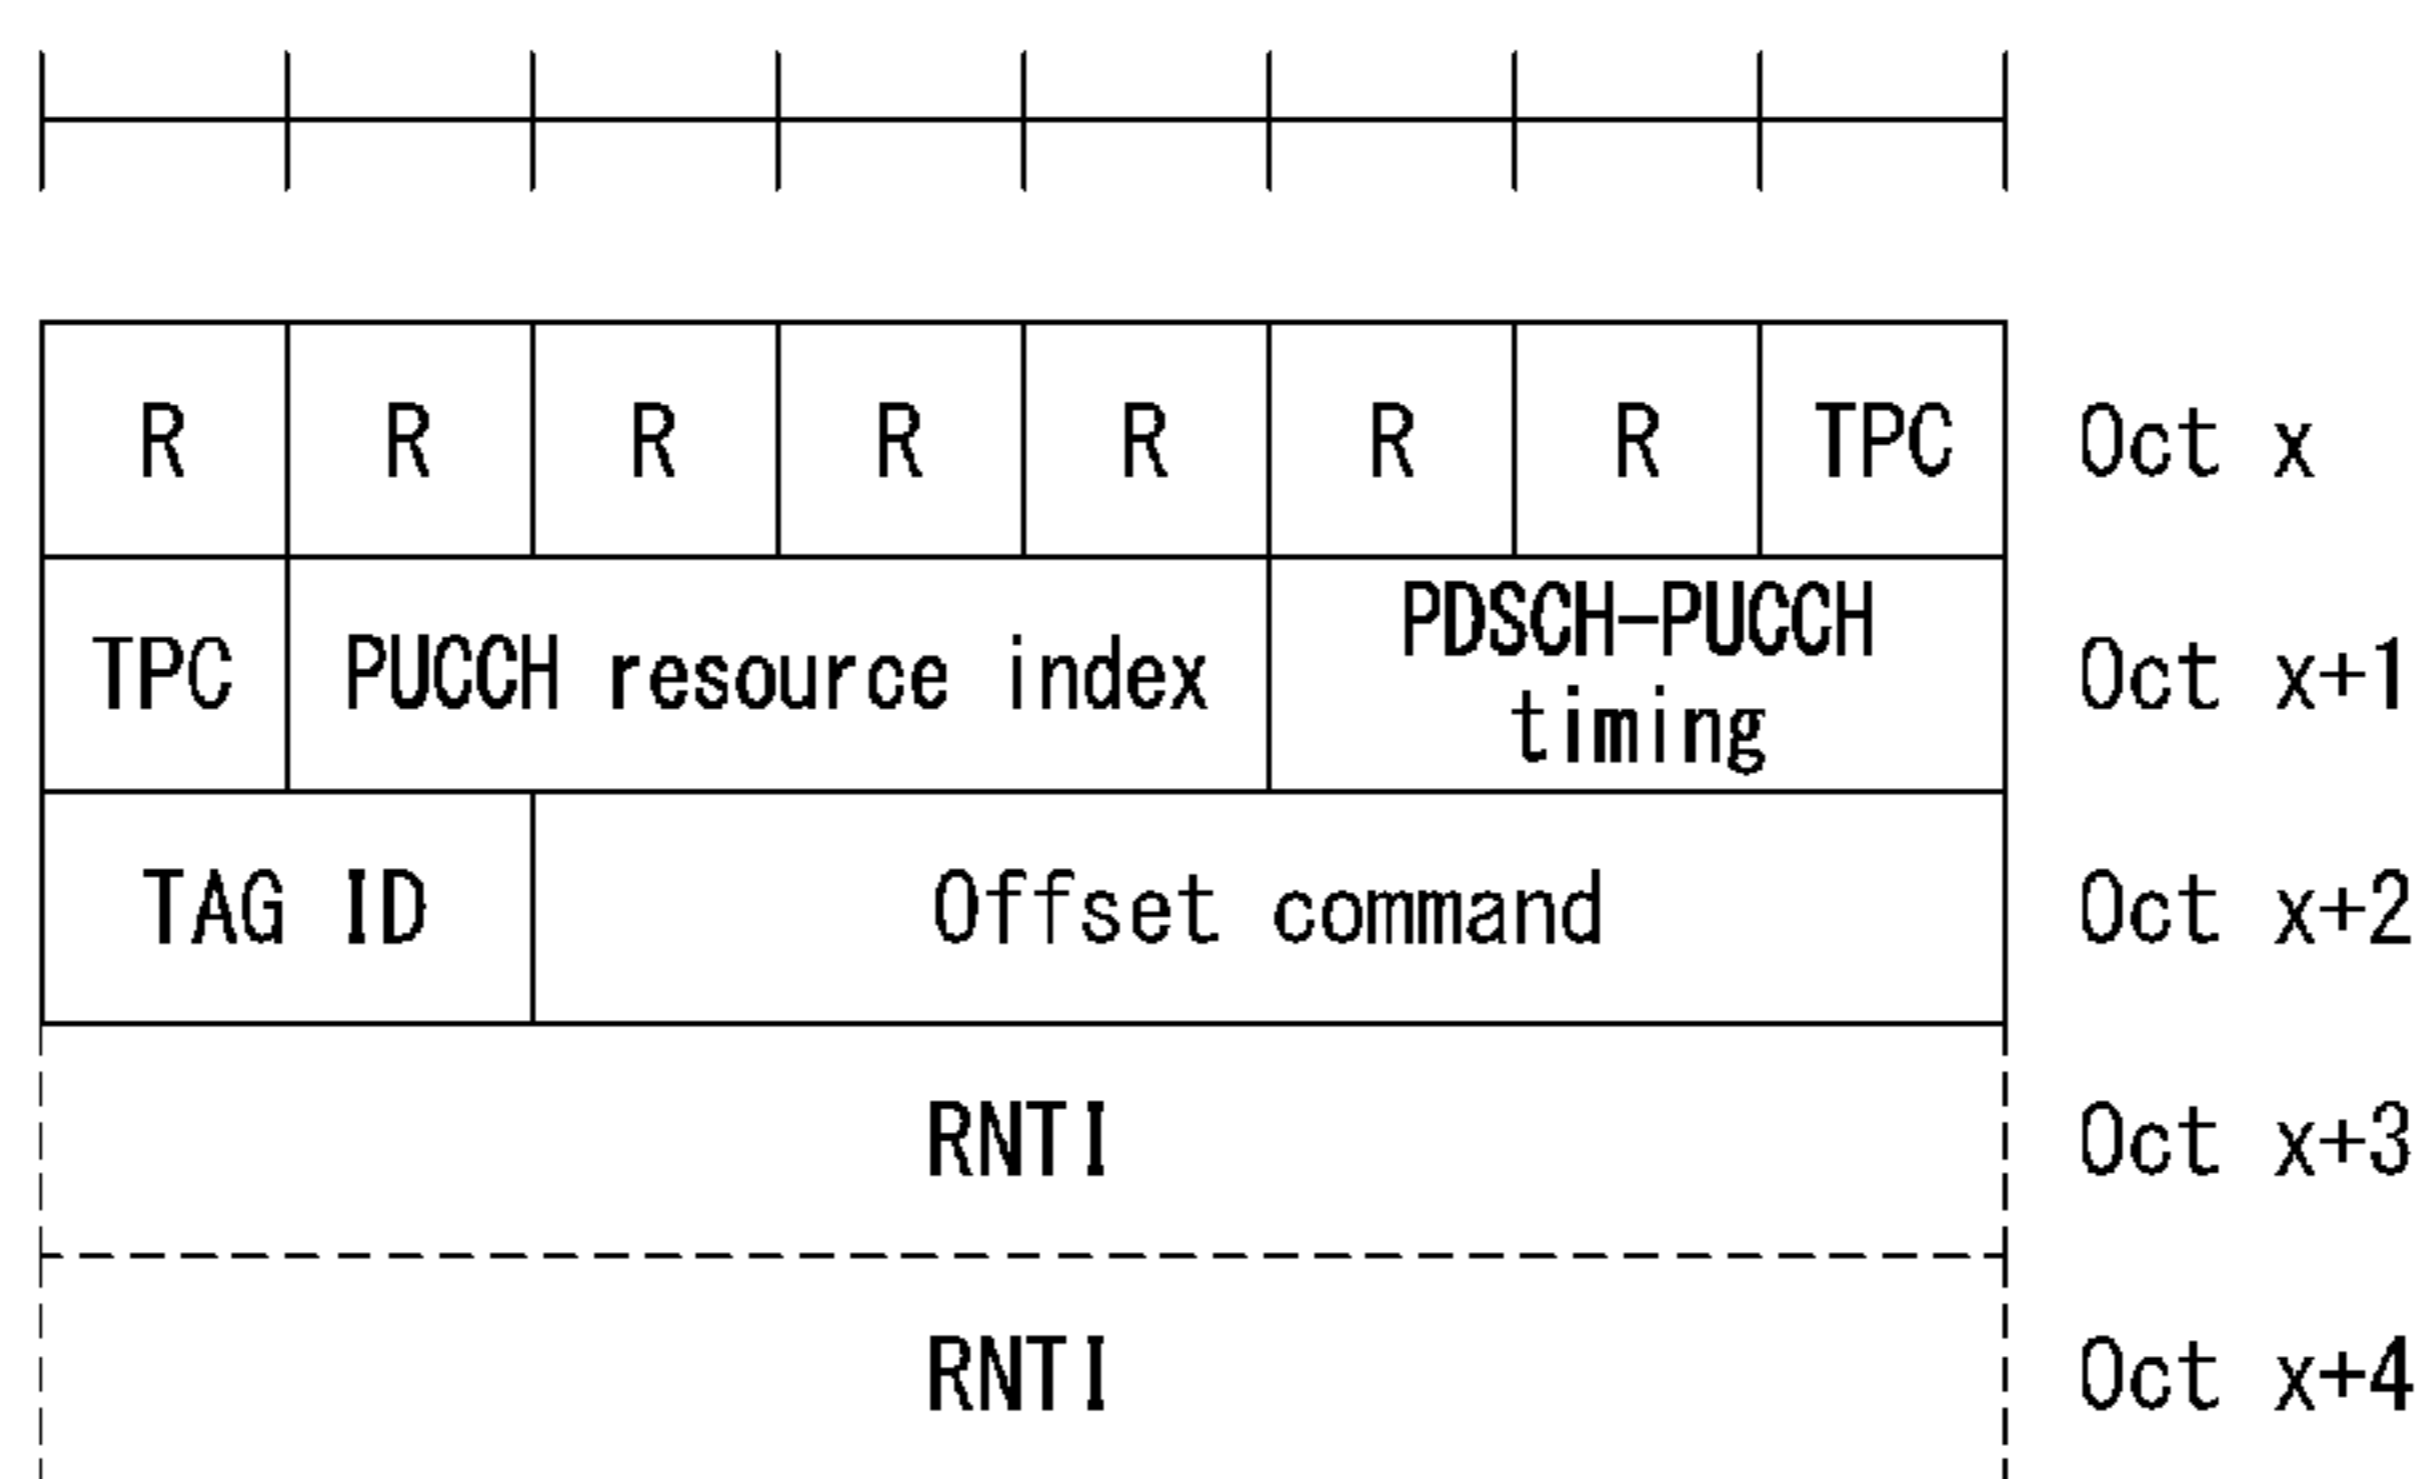 R R R R R R R TPC Oct x
TPC PUCCH resource index PDSCH-PUCCH timing Oct x+1
TAG ID Offset command Oct x+2
RNTI Oct x+3
RNTI Oct x+4